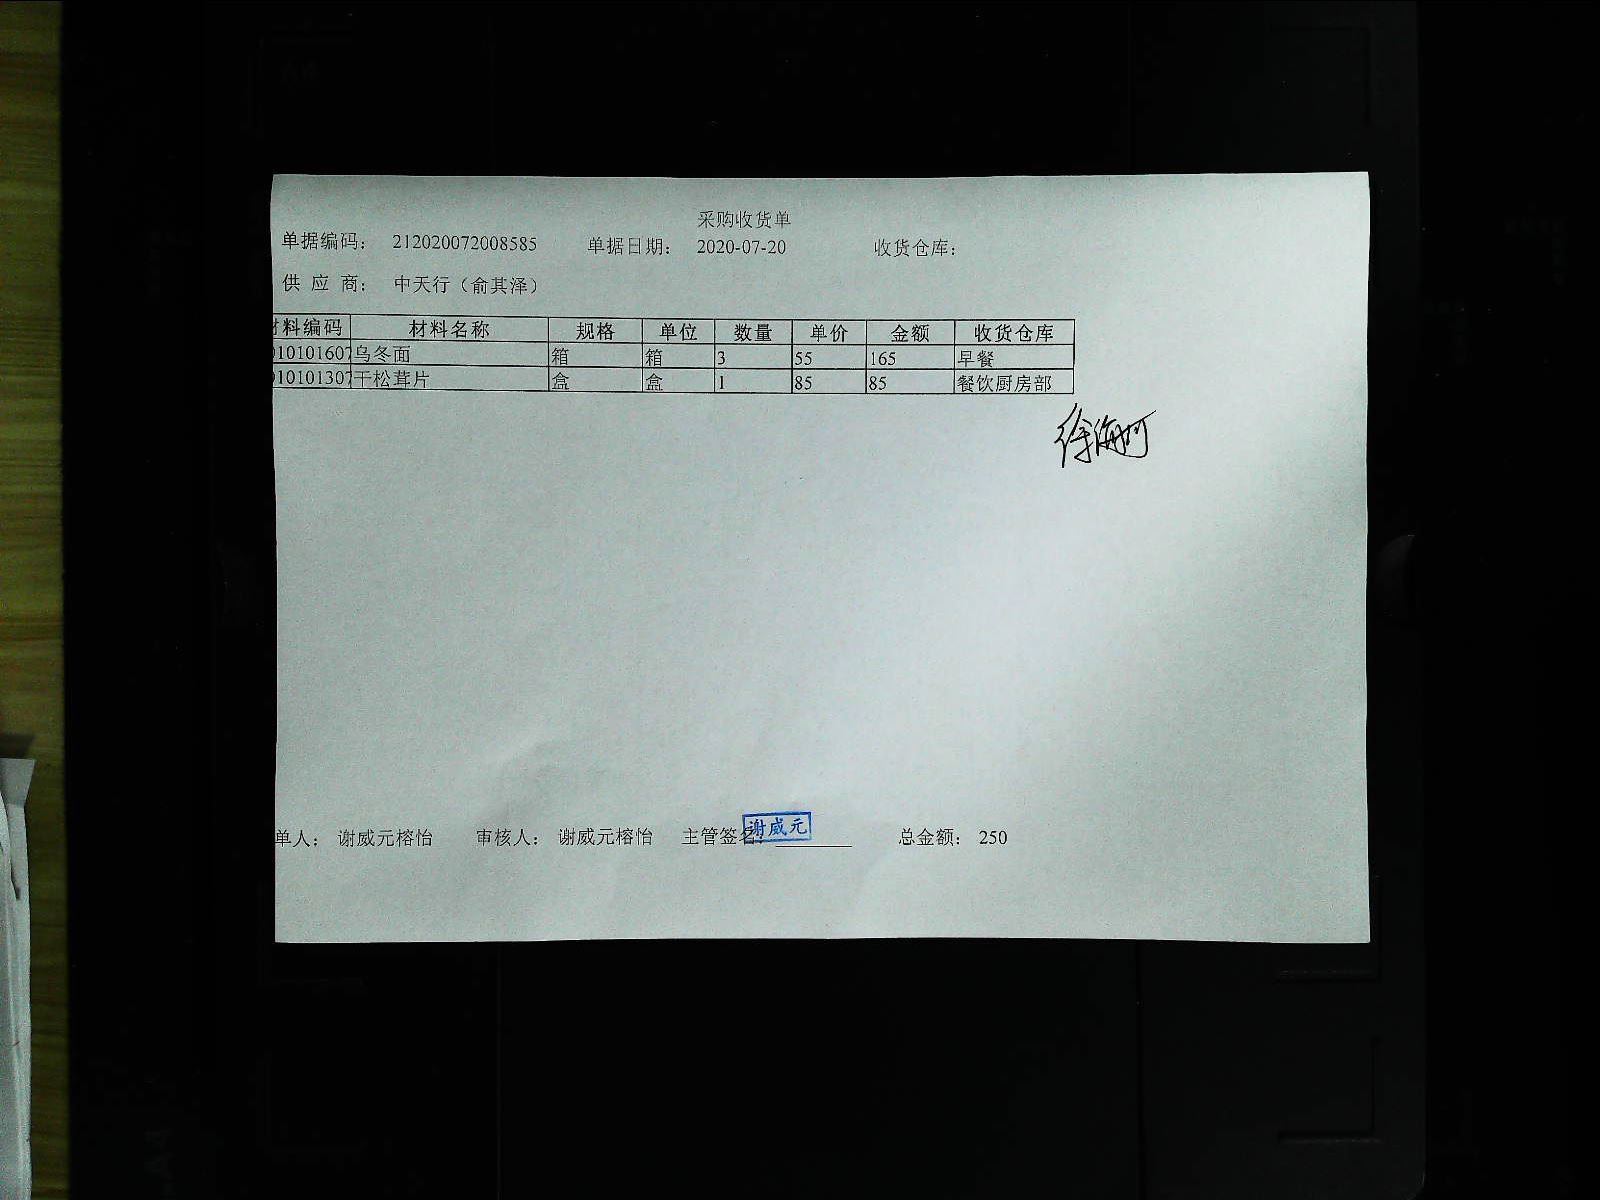 采购收货单
单据编码： 212020072008585 单据日期： 2020-07-20 收货仓库：
供 应 商： 中天行（俞其泽）
材料编码 材料名称 规格 单位 数量 单价 金额 收货仓库
10101607 乌冬面 箱 箱 3 55 165 早餐
10101307 干松茸片 盒 盒 1 85 85 餐饮厨房部
单人： 谢威元榕怡 审核人： 谢威元榕怡 主管签名： 谢威元 总金额： 250